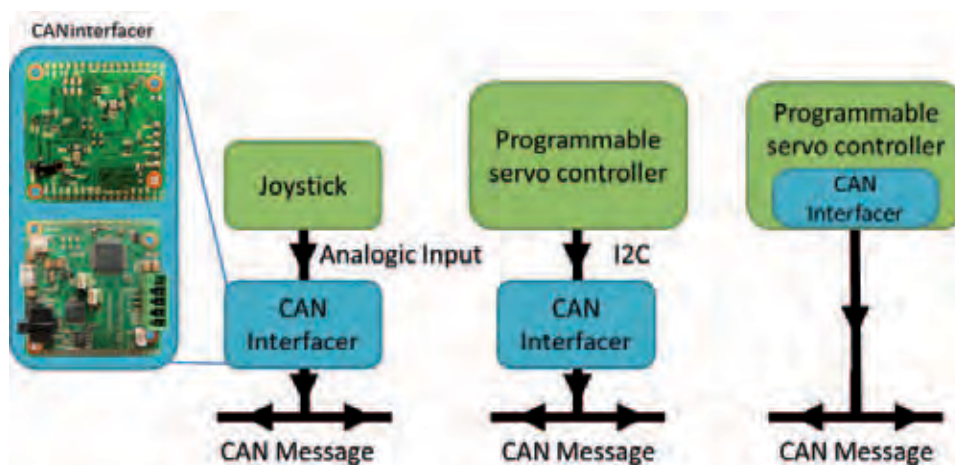 CANinterfacer
Joystick
Analogic Input
CAN
Interfacer
CAN Message
Programmable
servo controller
I2C
CAN
Interfacer
CAN Message
Programmable
servo controller
CAN
Interfacer
CAN Message